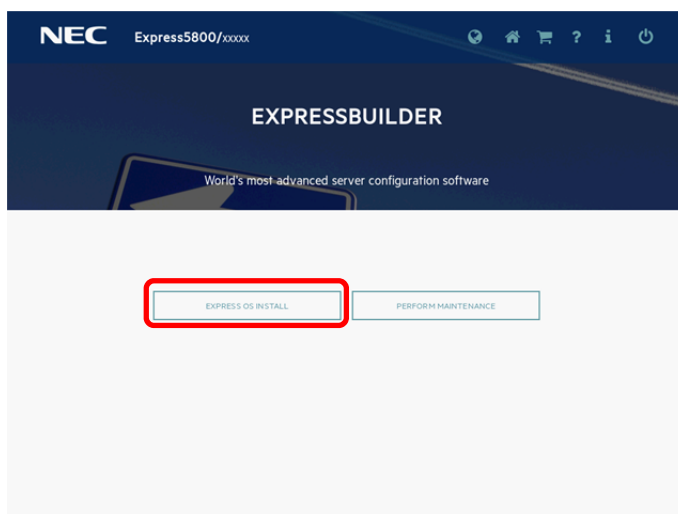 NEC Express5800/xxxxx ? i
EXPRESSBUILDER
World's most advanced server configuration software
EXPRESS OS INSTALL PERFORM MAINTENANCE